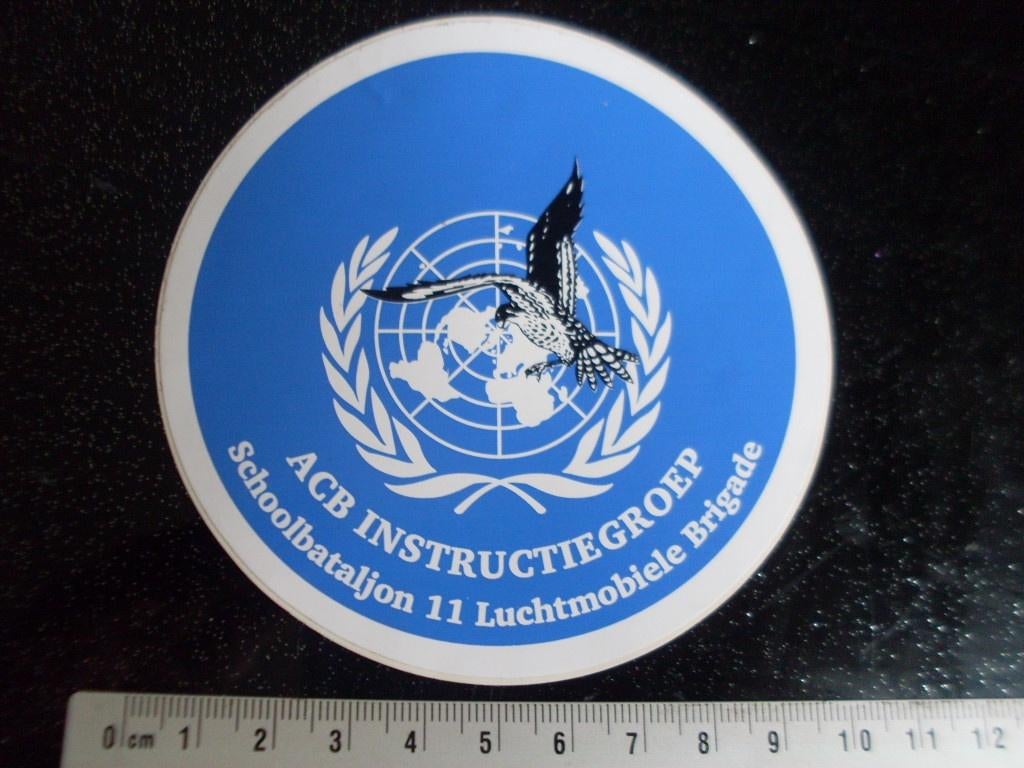 ACB INSTRUCTIEGROEP
Schoolbataljon 11 Luchtmobiele Brigade
0 cm 1 2 3 4 5 6 7 8 9 10 11 12